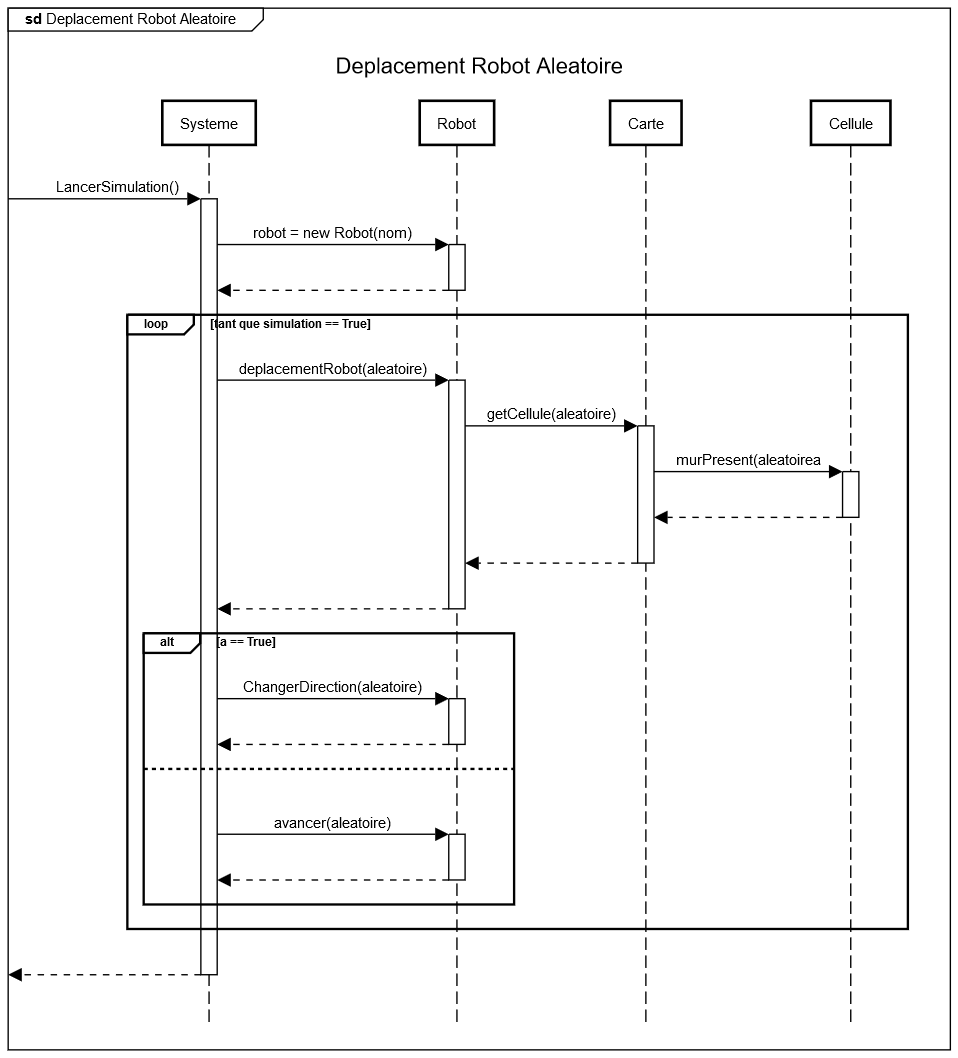 sd Deplacement Robot Aleatoire
Deplacement Robot Aleatoire
Systeme
Robot
Carte
Cellule
LancerSimulation()
robot = new Robot(nom)
loop
[tant que simulation == True]
deplacementRobot(aleatoire)
getCellule(aleatoire)
murPresent(aleatoirea
alt
[a == True]
ChangerDirection(aleatoire)
avancer(aleatoire)